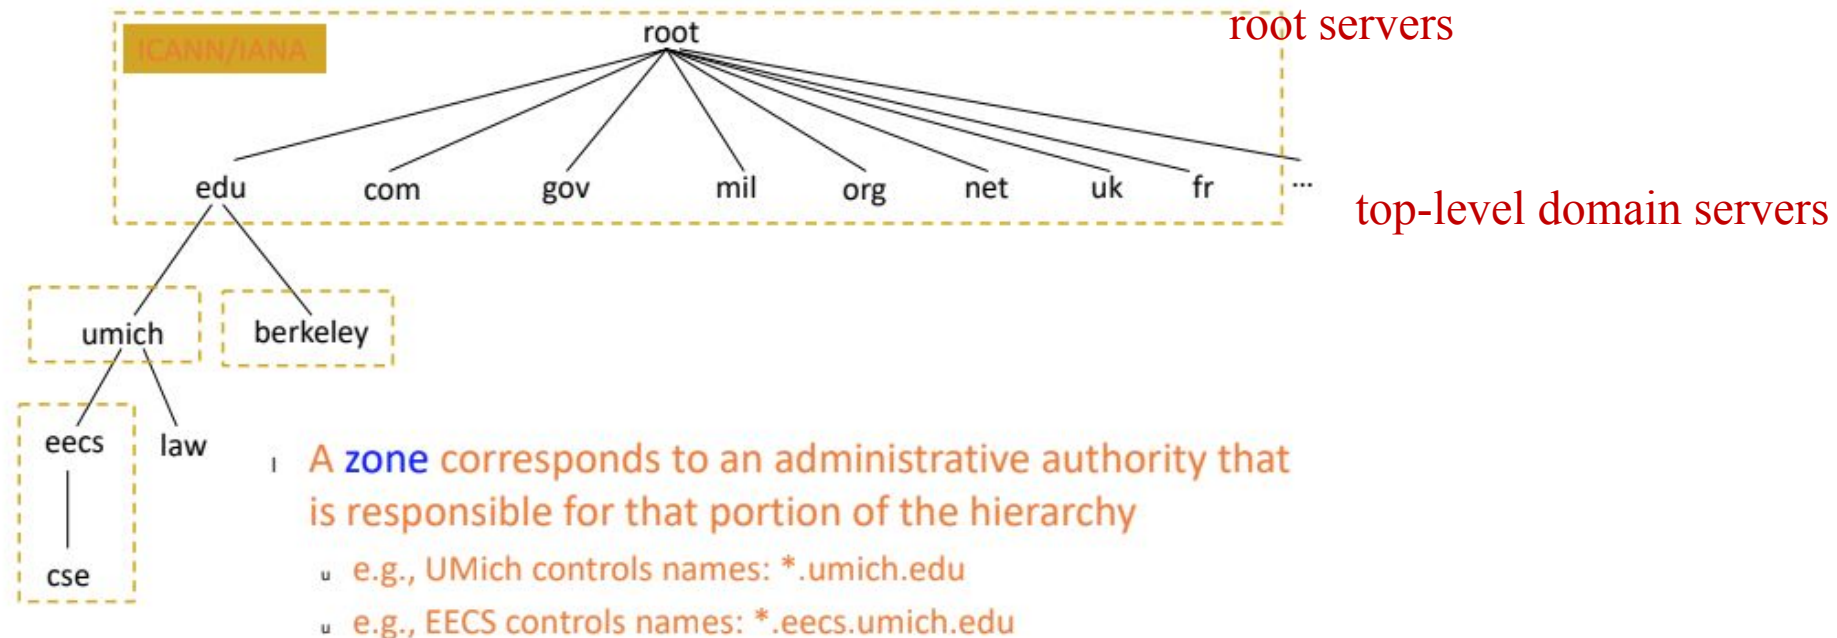 root
root servers
ICANN/IANA
edu com gov mil org net uk fr ...
top-level domain servers
umich berkeley
eecs law
l A zone corresponds to an administrative authority that
is responsible for that portion of the hierarchy
cse
u e.g., UMich controls names: *.umich.edu
u e.g., EECS controls names: *.eecs.umich.edu